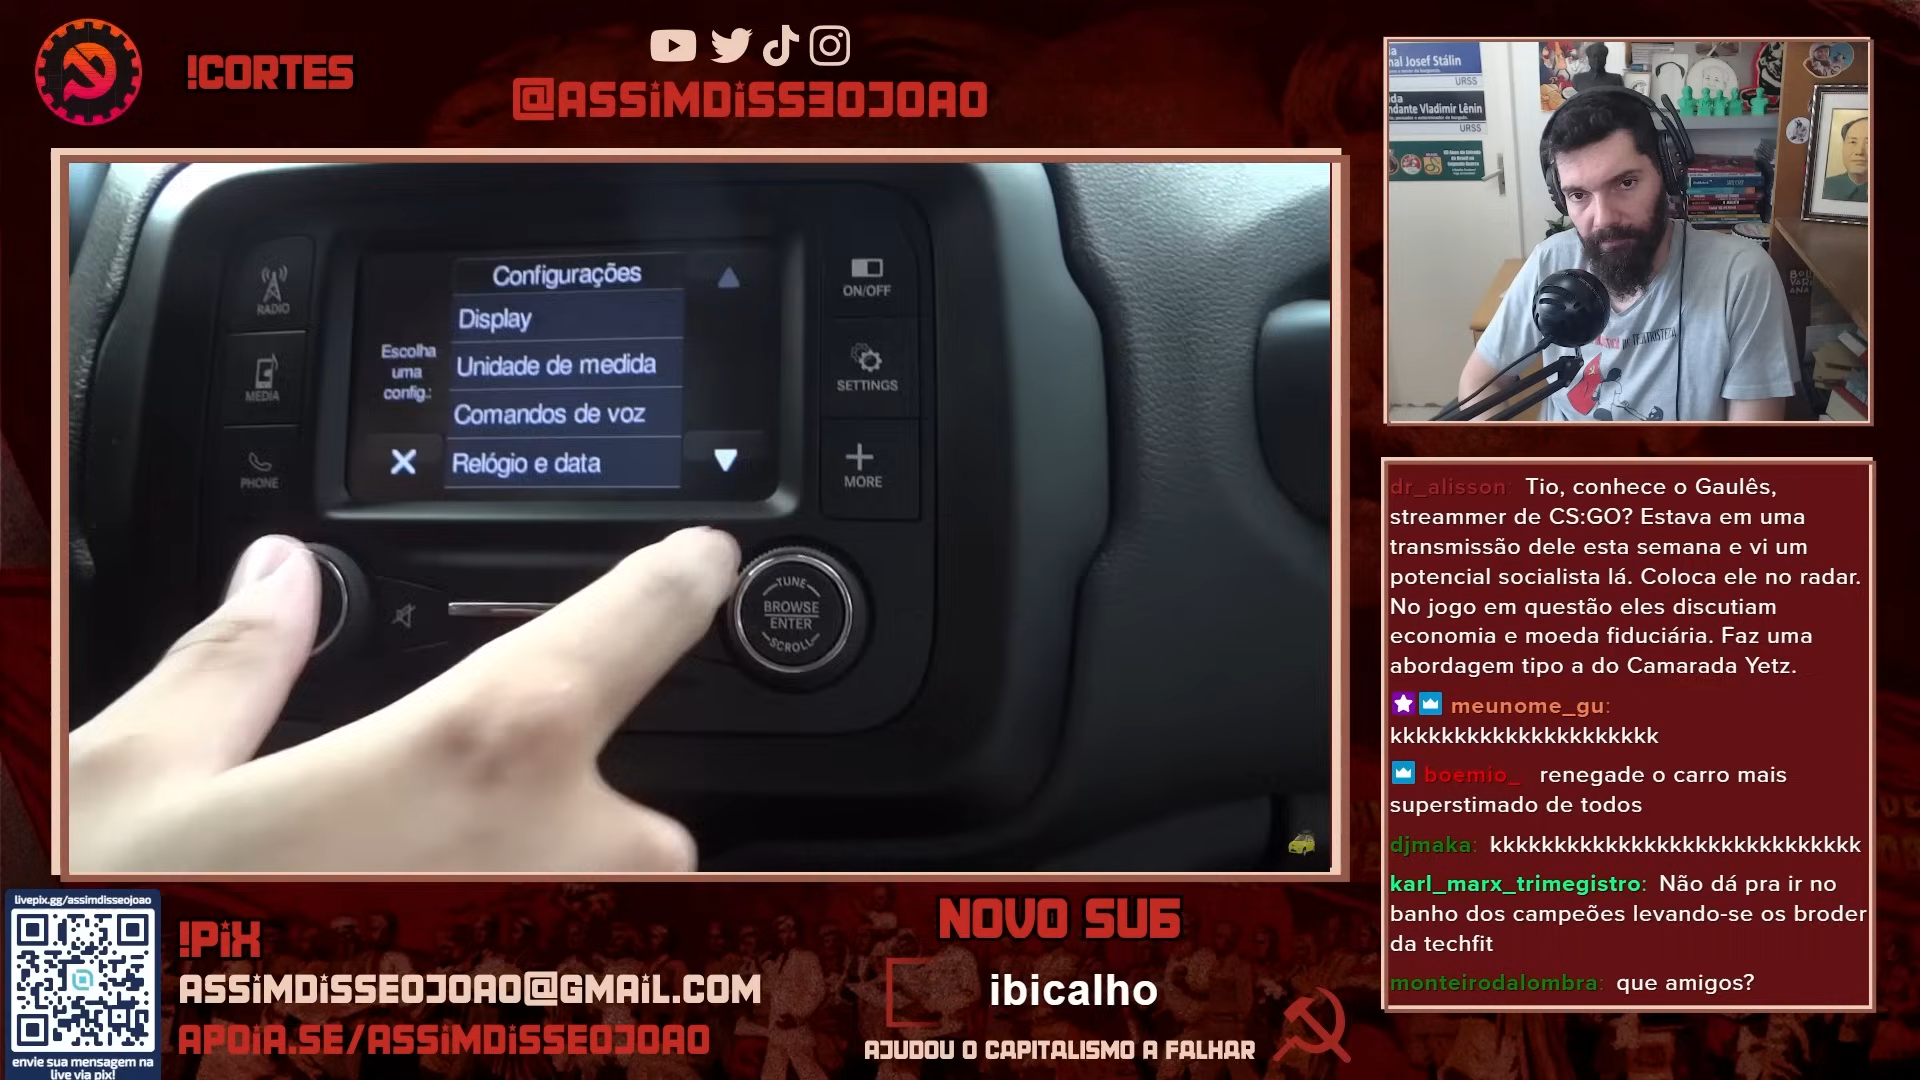 !CORTES
@ASSIMDISSEOJOAO
RADIO
MEDIA
PHONE
Configurações
Display
Escolha
uma
config.:
Unidade de medida
Comandos de voz
Relógio e data
ON/OFF
SETTINGS
MORE
TUNE
BROWSE
ENTER
SCROLL
nal Josef Stálin
URSS
ndante Vladimir Lênin
URSS
dr_alisson: Tio, conhece o Gaulês,
streammer de CS:GO? Estava em uma
transmissão dele esta semana e vi um
potencial socialista lá. Coloca ele no radar.
No jogo em questão eles discutiam
economia e moeda fiduciária. Faz uma
abordagem tipo a do Camarada Yetz.
meunome_gu:
kkkkkkkkkkkkkkkkkkkkk
boemio_ renegade o carro mais
superstimado de todos
djmaka: kkkkkkkkkkkkkkkkkkkkkkkkkkkkk
karl_marx_trimegistro: Não dá pra ir no
banho dos campeões levando-se os broder
da techfit
monteirodalombra: que amigos?
livepix.gg/assimdisseojoao
envie sua mensagem na
live via pix!
!PIX
ASSIMDISSEOJOAO@GMAIL.COM
APOIA.SE/ASSIMDISSEOJOAO
NOVO SUB
ibicalho
AJUDOU O CAPITALISMO A FALHAR